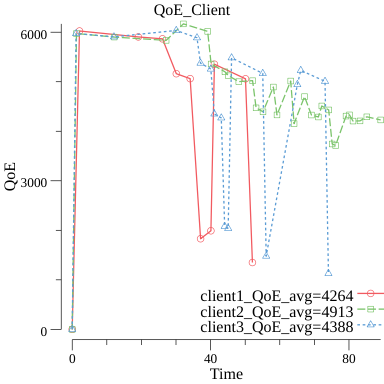 QoE_Client
6000
3000
0
QoE
0
40
80
Time
client1_QoE_avg=4264
client2_QoE_avg=4913
client3_QoE_avg=4388